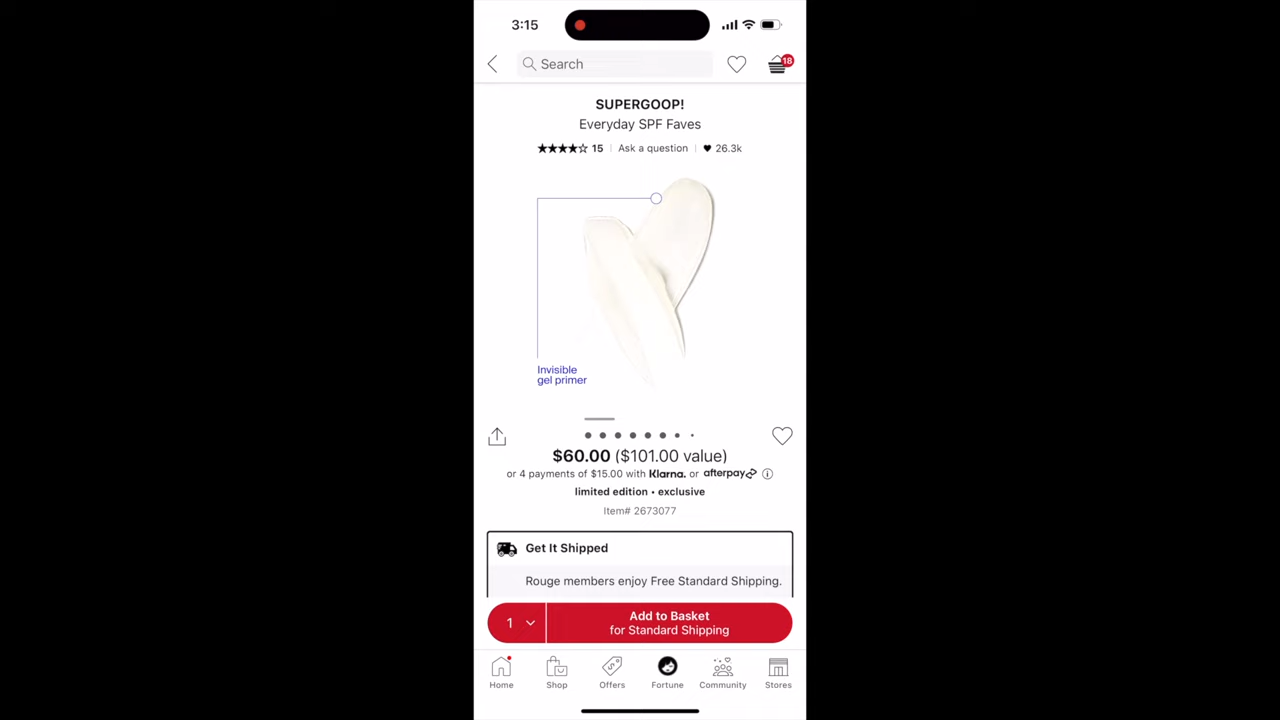 3:15
Search
18
SUPERGOOP!
Everyday SPF Faves
15 Ask a question 26.3k
Invisible
gel primer
$60.00 ($101.00 value)
or 4 payments of $15.00 with Klarna. or afterpay
limited edition • exclusive
Item# 2673077
Get It Shipped
Rouge members enjoy Free Standard Shipping.
1
Add to Basket
for Standard Shipping
Home Shop Offers Fortune Community Stores